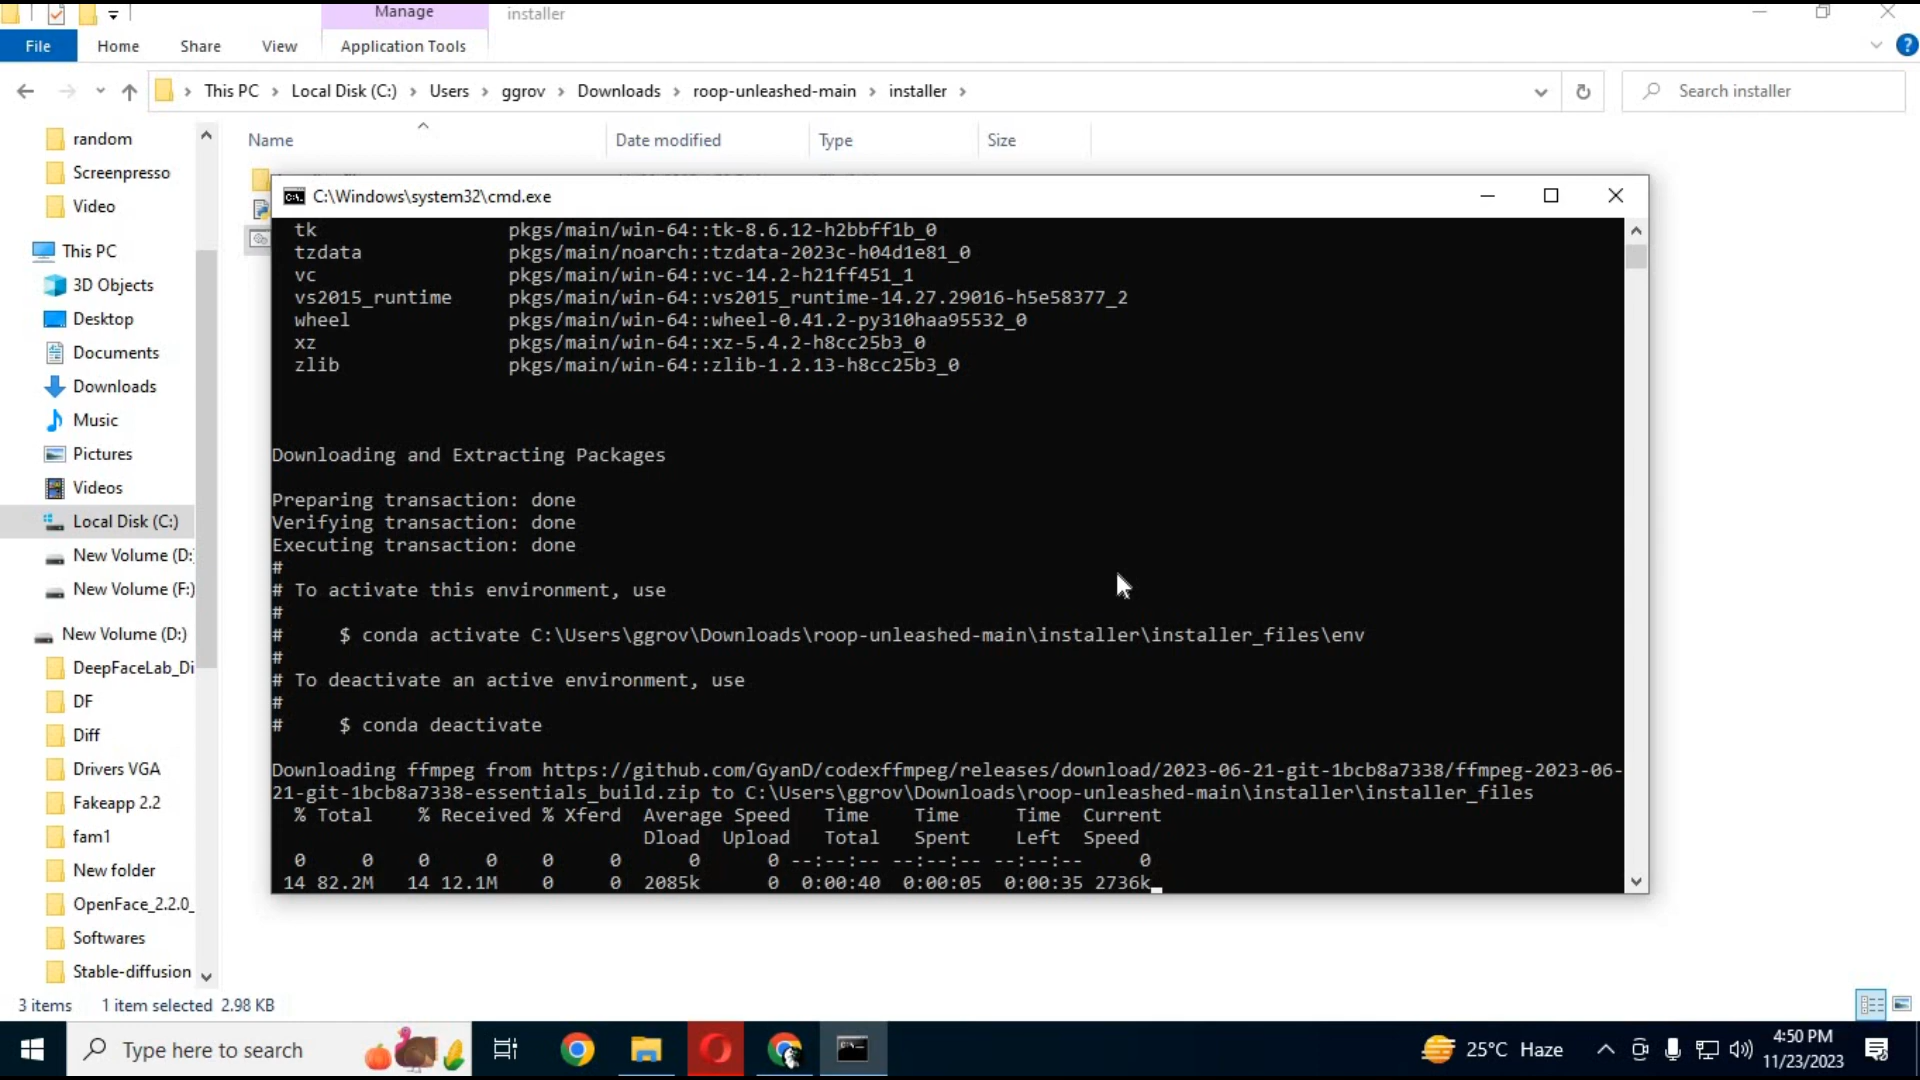 Manage
installer
File
Home
Share
View
Application Tools
This PC
Local Disk (C:)
Users
ggrov
Downloads
roop-unleashed-main
installer
Search installer
random
Screenpresso
Video
This PC
3D Objects
Desktop
Documents
Downloads
Music
Pictures
Videos
Local Disk (C:)
New Volume (D:
New Volume (F:)
New Volume (D:)
DeepFaceLab_Di
DF
Diff
Drivers VGA
Fakeapp 2.2
fam1
New folder
OpenFace_2.2.0_
Softwares
Stable-diffusion
Name
Date modified
Type
Size
C:\Windows\system32\cmd.exe
tk pkgs/main/win-64::tk-8.6.12-h2bbff1b_0
tzdata pkgs/main/noarch::tzdata-2023c-h04d1e81_0
vc pkgs/main/win-64::vc-14.2-h21ff451_1
vs2015_runtime pkgs/main/win-64::vs2015_runtime-14.27.29016-h5e58377_2
wheel pkgs/main/win-64::wheel-0.41.2-py310haa95532_0
xz pkgs/main/win-64::xz-5.4.2-h8cc25b3_0
zlib pkgs/main/win-64::zlib-1.2.13-h8cc25b3_0
Downloading and Extracting Packages
Preparing transaction: done
Verifying transaction: done
Executing transaction: done
#
# To activate this environment, use
#
# $ conda activate C:\Users\ggrov\Downloads\roop-unleashed-main\installer\installer_files\env
#
# To deactivate an active environment, use
#
# $ conda deactivate
Downloading ffmpeg from https://github.com/GyanD/codexffmpeg/releases/download/2023-06-21-git-1bcb8a7338/ffmpeg-2023-06-
21-git-1bcb8a7338-essentials_build.zip to C:\Users\ggrov\Downloads\roop-unleashed-main\installer\installer_files
% Total % Received % Xferd Average Speed Time Time Time Current
Dload Upload Total Spent Left Speed
0 0 0 0 0 0 0 0 --:--:-- --:--:-- --:--:-- 0
14 82.2M 14 12.1M 0 0 2085k 0 0:00:40 0:00:05 0:00:35 2736k
3 items
1 item selected 2.98 KB
Type here to search
25°C Haze
4:50 PM
11/23/2023